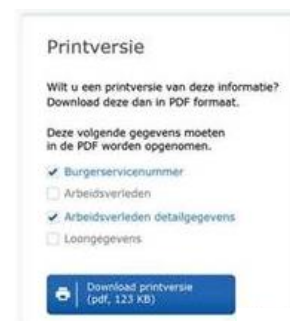 Printversie
Wilt u een printversie van deze informatie?
Download deze dan in PDF formaat.
Deze volgende gegevens moeten
in de PDF worden opgenomen.
Burgerservicenummer
Arbeidsverleden
Arbeidsverleden detailgegevens
Loongegevens
Download printversie
(pdf, 123 KB)